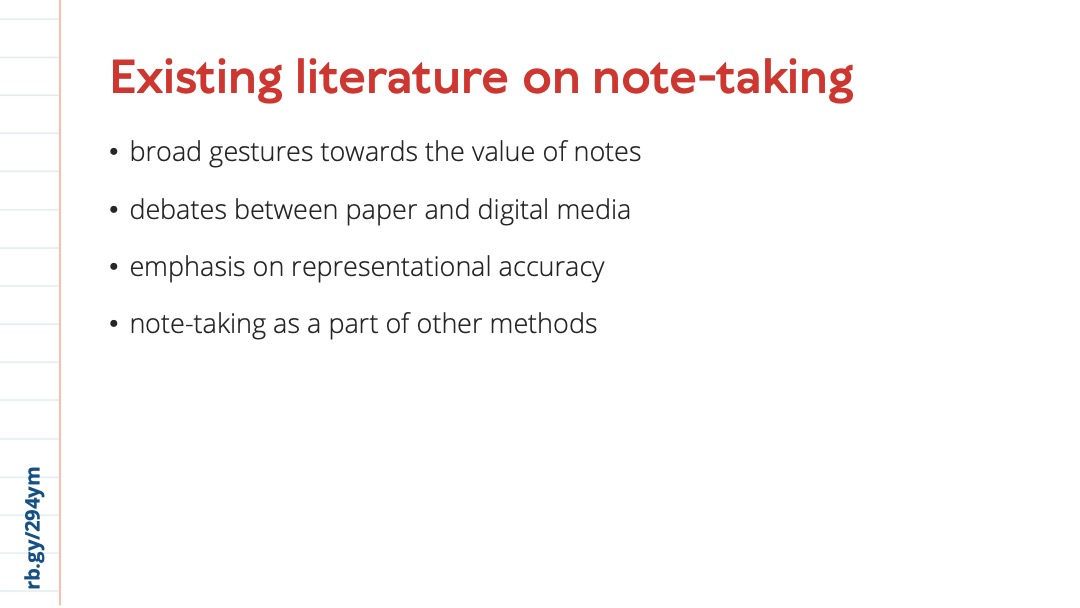 Existing literature on note-taking
• broad gestures towards the value of notes
• debates between paper and digital media
• emphasis on representational accuracy
• note-taking as a part of other methods
rb.gy/294ym